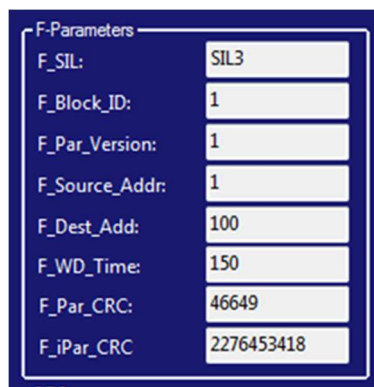 F-Parameters
F_SIL: SIL3
F_Block_ID: 1
F_Par_Version: 1
F_Source_Addr: 1
F_Dest_Add: 100
F_WD_Time: 150
F_Par_CRC: 46649
F_iPar_CRC 2276453418